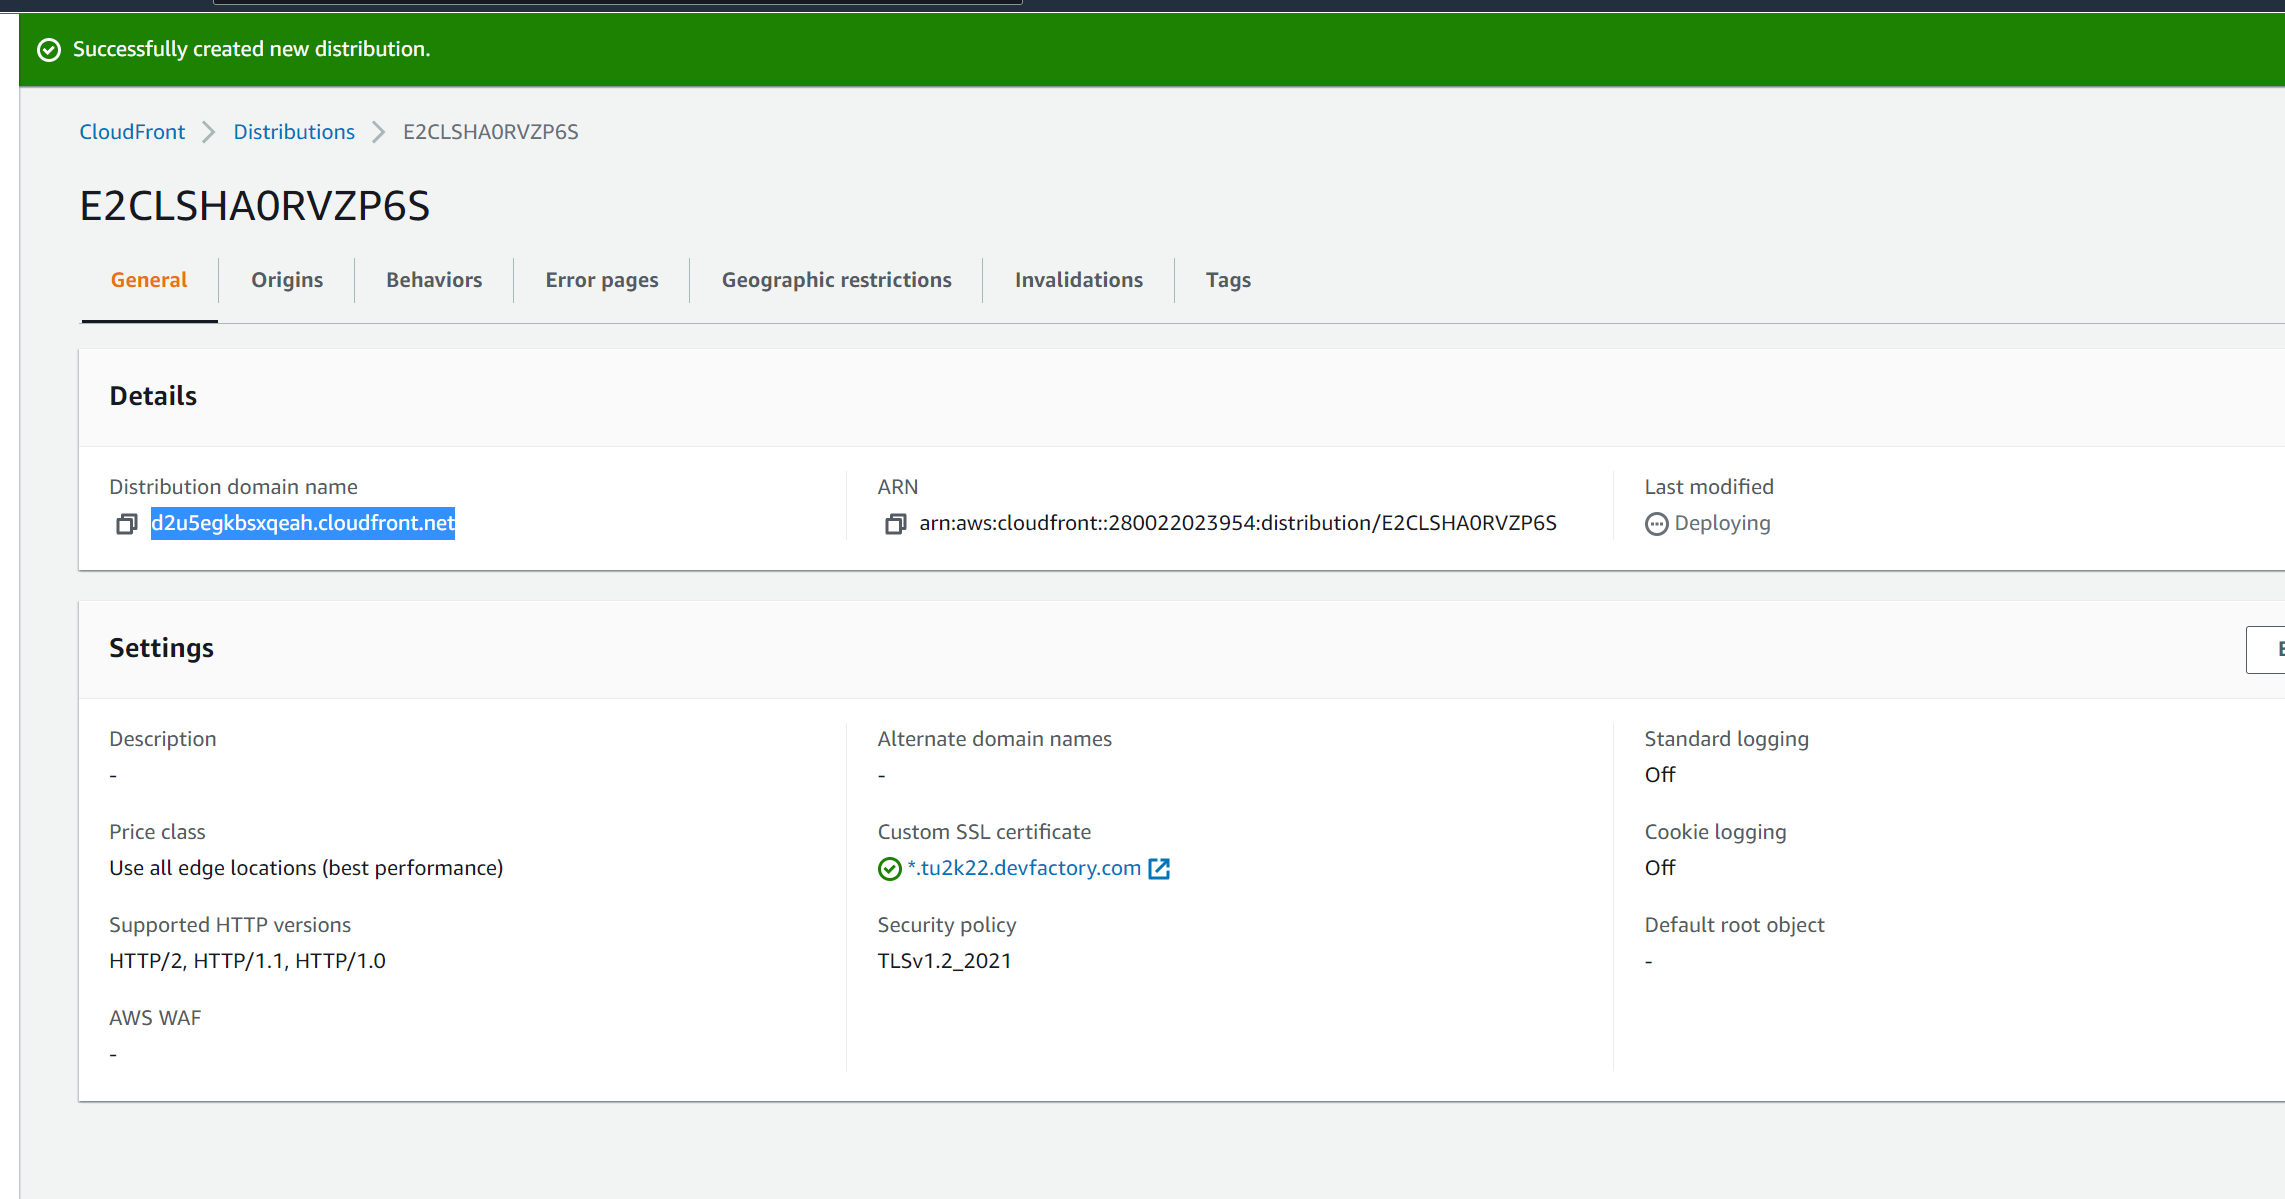 Successfully created new distribution.
CloudFront
Distributions
E2CLSHA0RVZP6S
E2CLSHA0RVZP6S
General
Origins
Behaviors
Error pages
Geographic restrictions
Invalidations
Tags
Details
Distribution domain name
d2u5egkbsxqeah.cloudfront.net
ARN
arn:aws:cloudfront::280022023954:distribution/E2CLSHA0RVZP6S
Last modified
Deploying
Settings
Description
-
Price class
Use all edge locations (best performance)
Supported HTTP versions
HTTP/2, HTTP/1.1, HTTP/1.0
AWS WAF
-
Alternate domain names
-
Custom SSL certificate
*.tu2k22.devfactory.com
Security policy
TLSv1.2_2021
Standard logging
Off
Cookie logging
Off
Default root object
-